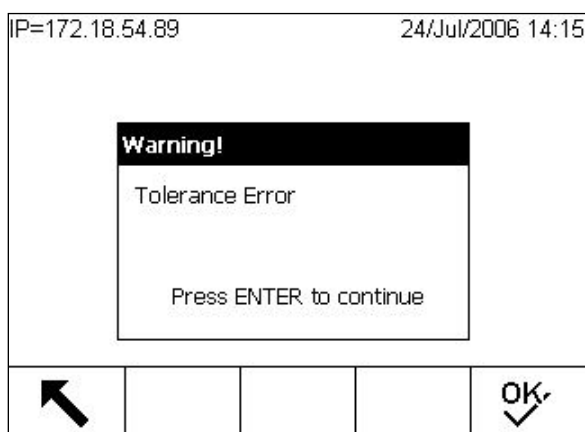 IP=172.18.54.89 24/Jul/2006 14:15
Warning!
Tolerance Error
Press ENTER to continue
OK